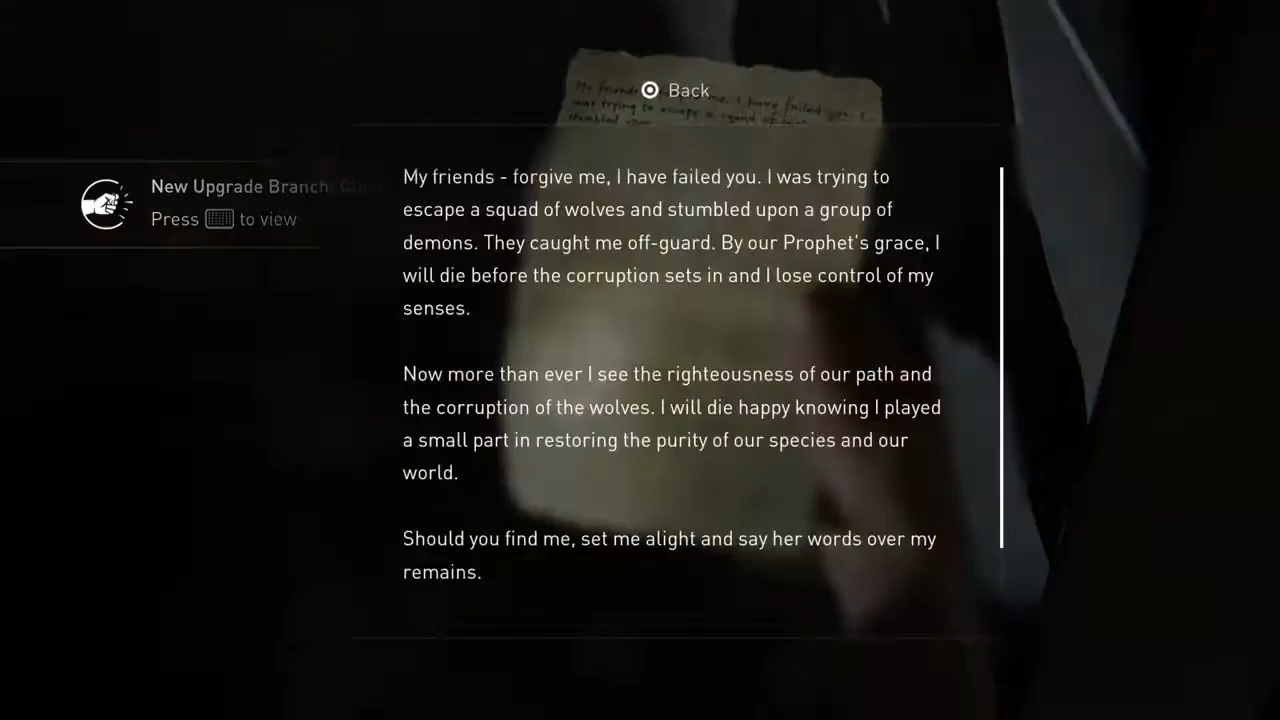 Back
New Upgrade Branch:
Press to view
My friends - forgive me, I have failed you. I was trying to
escape a squad of wolves and stumbled upon a group of
demons. They caught me off-guard. By our Prophet's grace, I
will die before the corruption sets in and I lose control of my
senses.
Now more than ever I see the righteousness of our path and
the corruption of the wolves. I will die happy knowing I played
a small part in restoring the purity of our species and our
world.
Should you find me, set me alight and say her words over my
remains.